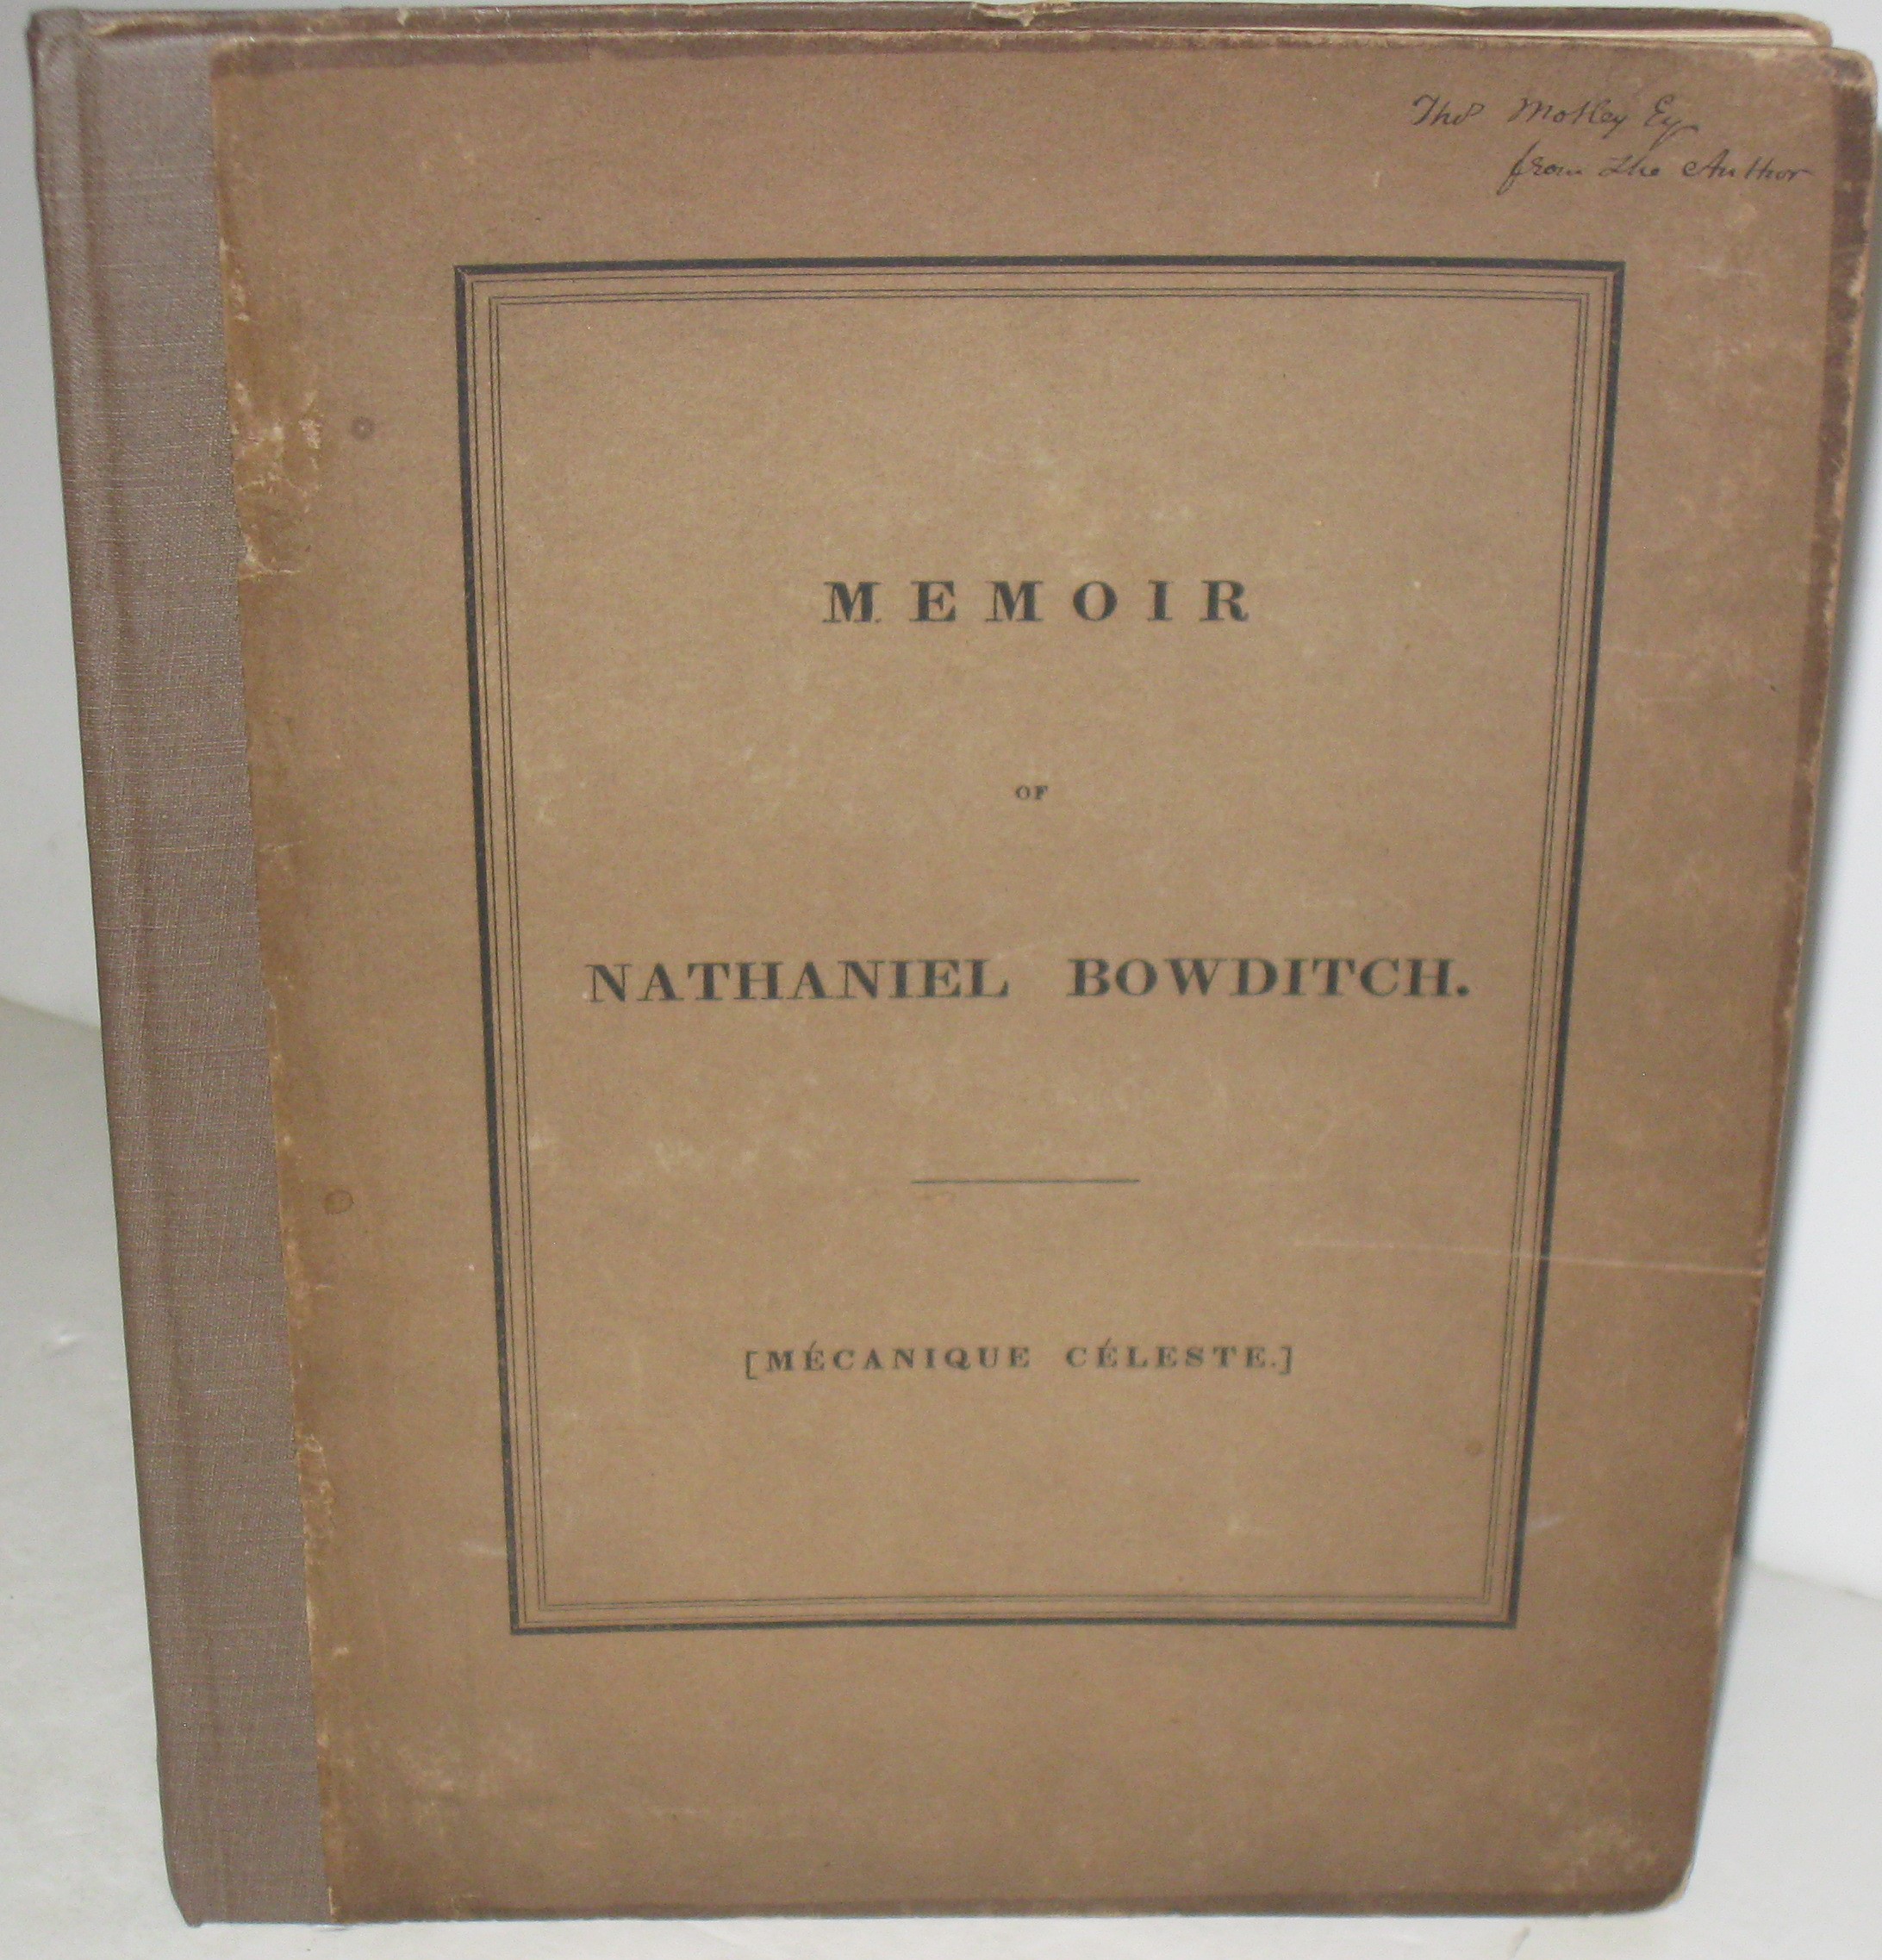 Thos Motley Esq
from the Author
MEMOIR
OF
NATHANIEL BOWDITCH.
[MÉCANIQUE CÉLESTE.]